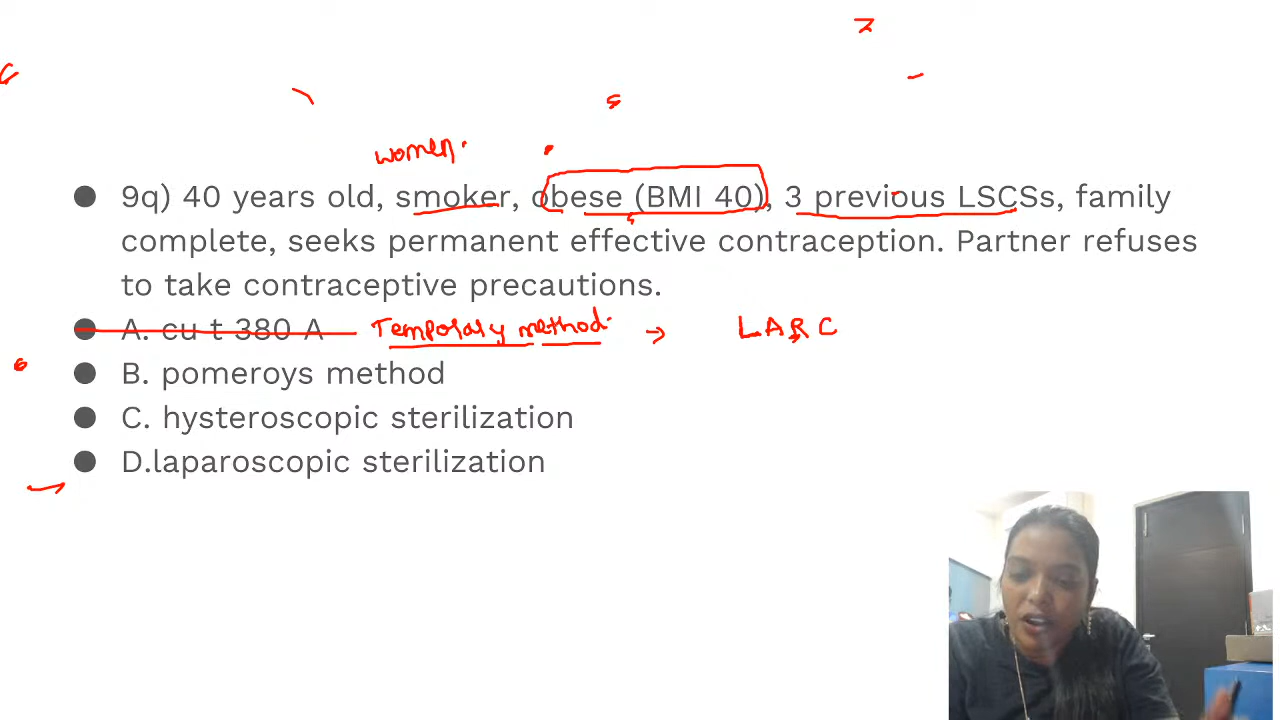 women.
9q) 40 years old, smoker, obese (BMI 40), 3 previous LSCSs, family
complete, seeks permanent effective contraception. Partner refuses
to take contraceptive precautions.
A. cu t 380 A Temporary method. → LARC
B. pomeroys method
C. hysteroscopic sterilization
D.laparoscopic sterilization